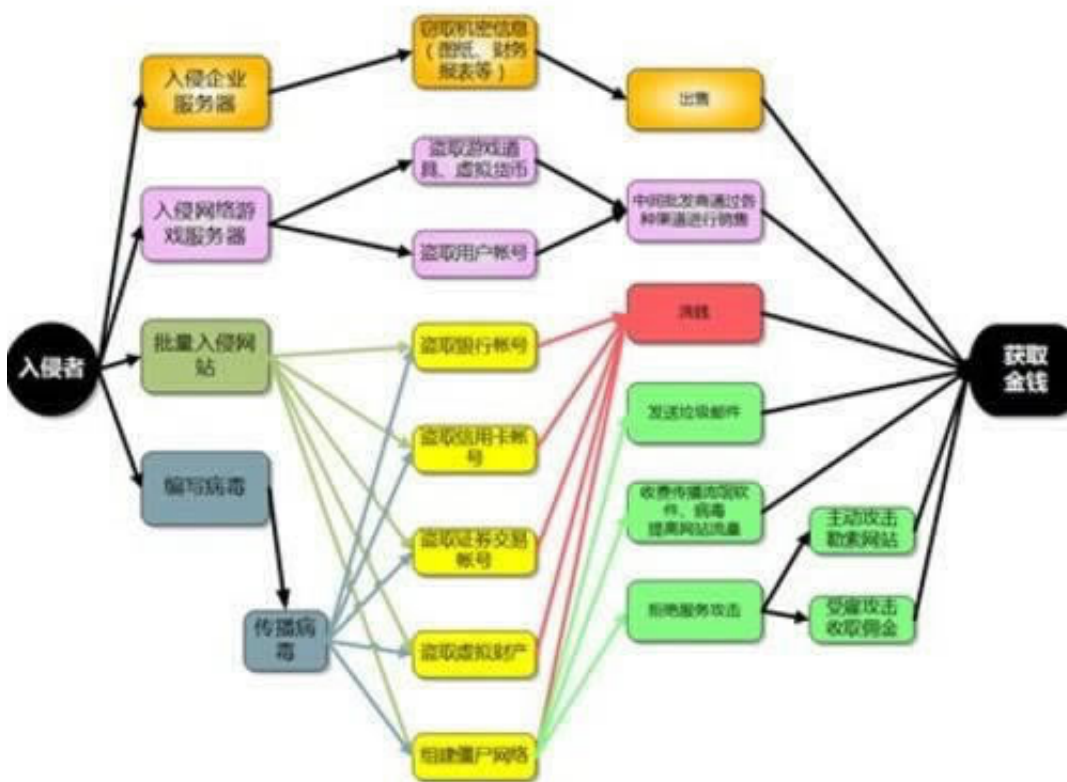 入侵者
入侵企业
服务器
窃取机密信息
（图纸、财务
报表等）
出售
入侵网络游
戏服务器
盗取游戏道
具、虚拟货币
盗取用户帐号
中间批发商通过各
种渠道进行销售
批量入侵网
站
编写病毒
传播病
毒
盗取银行帐号
盗取信用卡帐
号
盗取证券交易
帐号
盗取虚拟财产
组建僵尸网络
洗钱
发送垃圾邮件
收费传播流氓软
件、病毒
提高网站流量
拒绝服务攻击
主动攻击
勒索网站
受雇攻击
收取佣金
获取
金钱